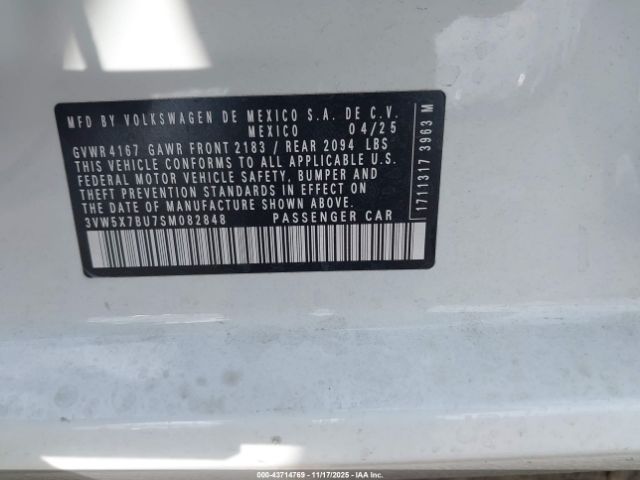 MFD BY VOLKSWAGEN DE MEXICO S.A. DE C.V.
MEXICO 04/25
GVWR 4167 GAWR FRONT 2183 / REAR 2094 LBS
THIS VEHICLE CONFORMS TO ALL APPLICABLE U.S.
FEDERAL MOTOR VEHICLE SAFETY, BUMPER AND
THEFT PREVENTION STANDARDS IN EFFECT ON
THE DATE OF MANUFACTURE SHOWN ABOVE.
3VW5X7BU7SM082848 PASSENGER CAR
1711917 3963 M
000-43714769 - 11/17/2025 - IAAI Inc.